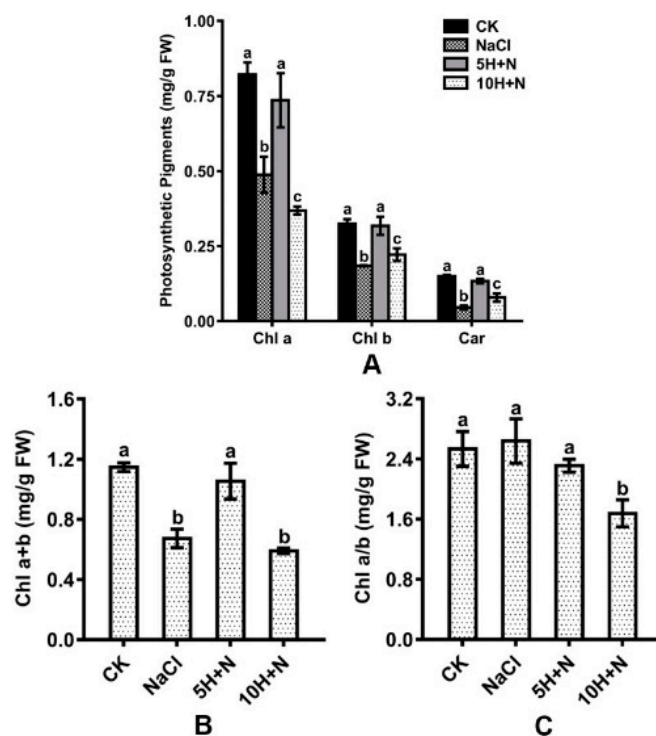 Photosynthetic Pigments (mg/g FW)
1.00
0.75
0.50
0.25
0.00
a
b
a
c
a
b
a
c
a
b
a
c
Chl a
Chl b
Car
CK
NaCl
5H+N
10H+N
A
Chl a+b (mg/g FW)
1.6
1.2
0.8
0.4
0.0
a
b
a
b
CK
NaCl
5H+N
10H+N
B
Chl a/b (mg/g FW)
3.2
2.4
1.6
0.8
0.0
a
a
a
b
CK
NaCl
5H+N
10H+N
C